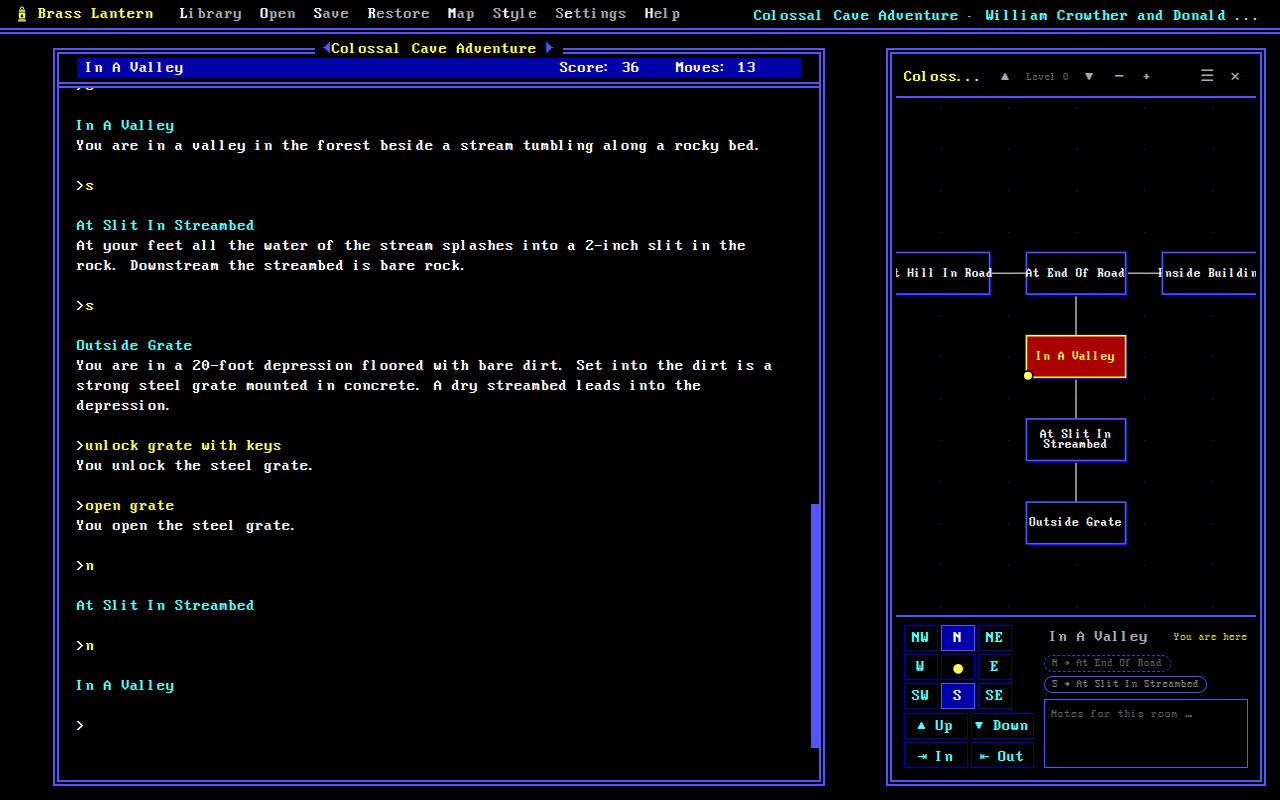 Brass Lantern Library Open Save Restore Map Style Settings Help Colossal Cave Adventure - William Crowther and Donald ...
Colossal Cave Adventure
In A Valley Score: 36 Moves: 13
In A Valley
You are in a valley in the forest beside a stream tumbling along a rocky bed.
>s
At Slit In Streambed
At your feet all the water of the stream splashes into a 2-inch slit in the
rock. Downstream the streambed is bare rock.
>s
Outside Grate
You are in a 20-foot depression floored with bare dirt. Set into the dirt is a
strong steel grate mounted in concrete. A dry streambed leads into the
depression.
>unlock grate with keys
You unlock the steel grate.
>open grate
You open the steel grate.
>n
At Slit In Streambed
>n
In A Valley
>
Coloss... ▲ Level 0 ▼ − + ☰ ✕
t Hill In Road
At End Of Road
Inside Buildin
In A Valley
At Slit In
Streambed
Outside Grate
NW N NE
W E
SW S SE
▲ Up ▼ Down
⇥ In ⇤ Out
In A Valley You are here
N → At End Of Road
S → At Slit In Streambed
Notes for this room …